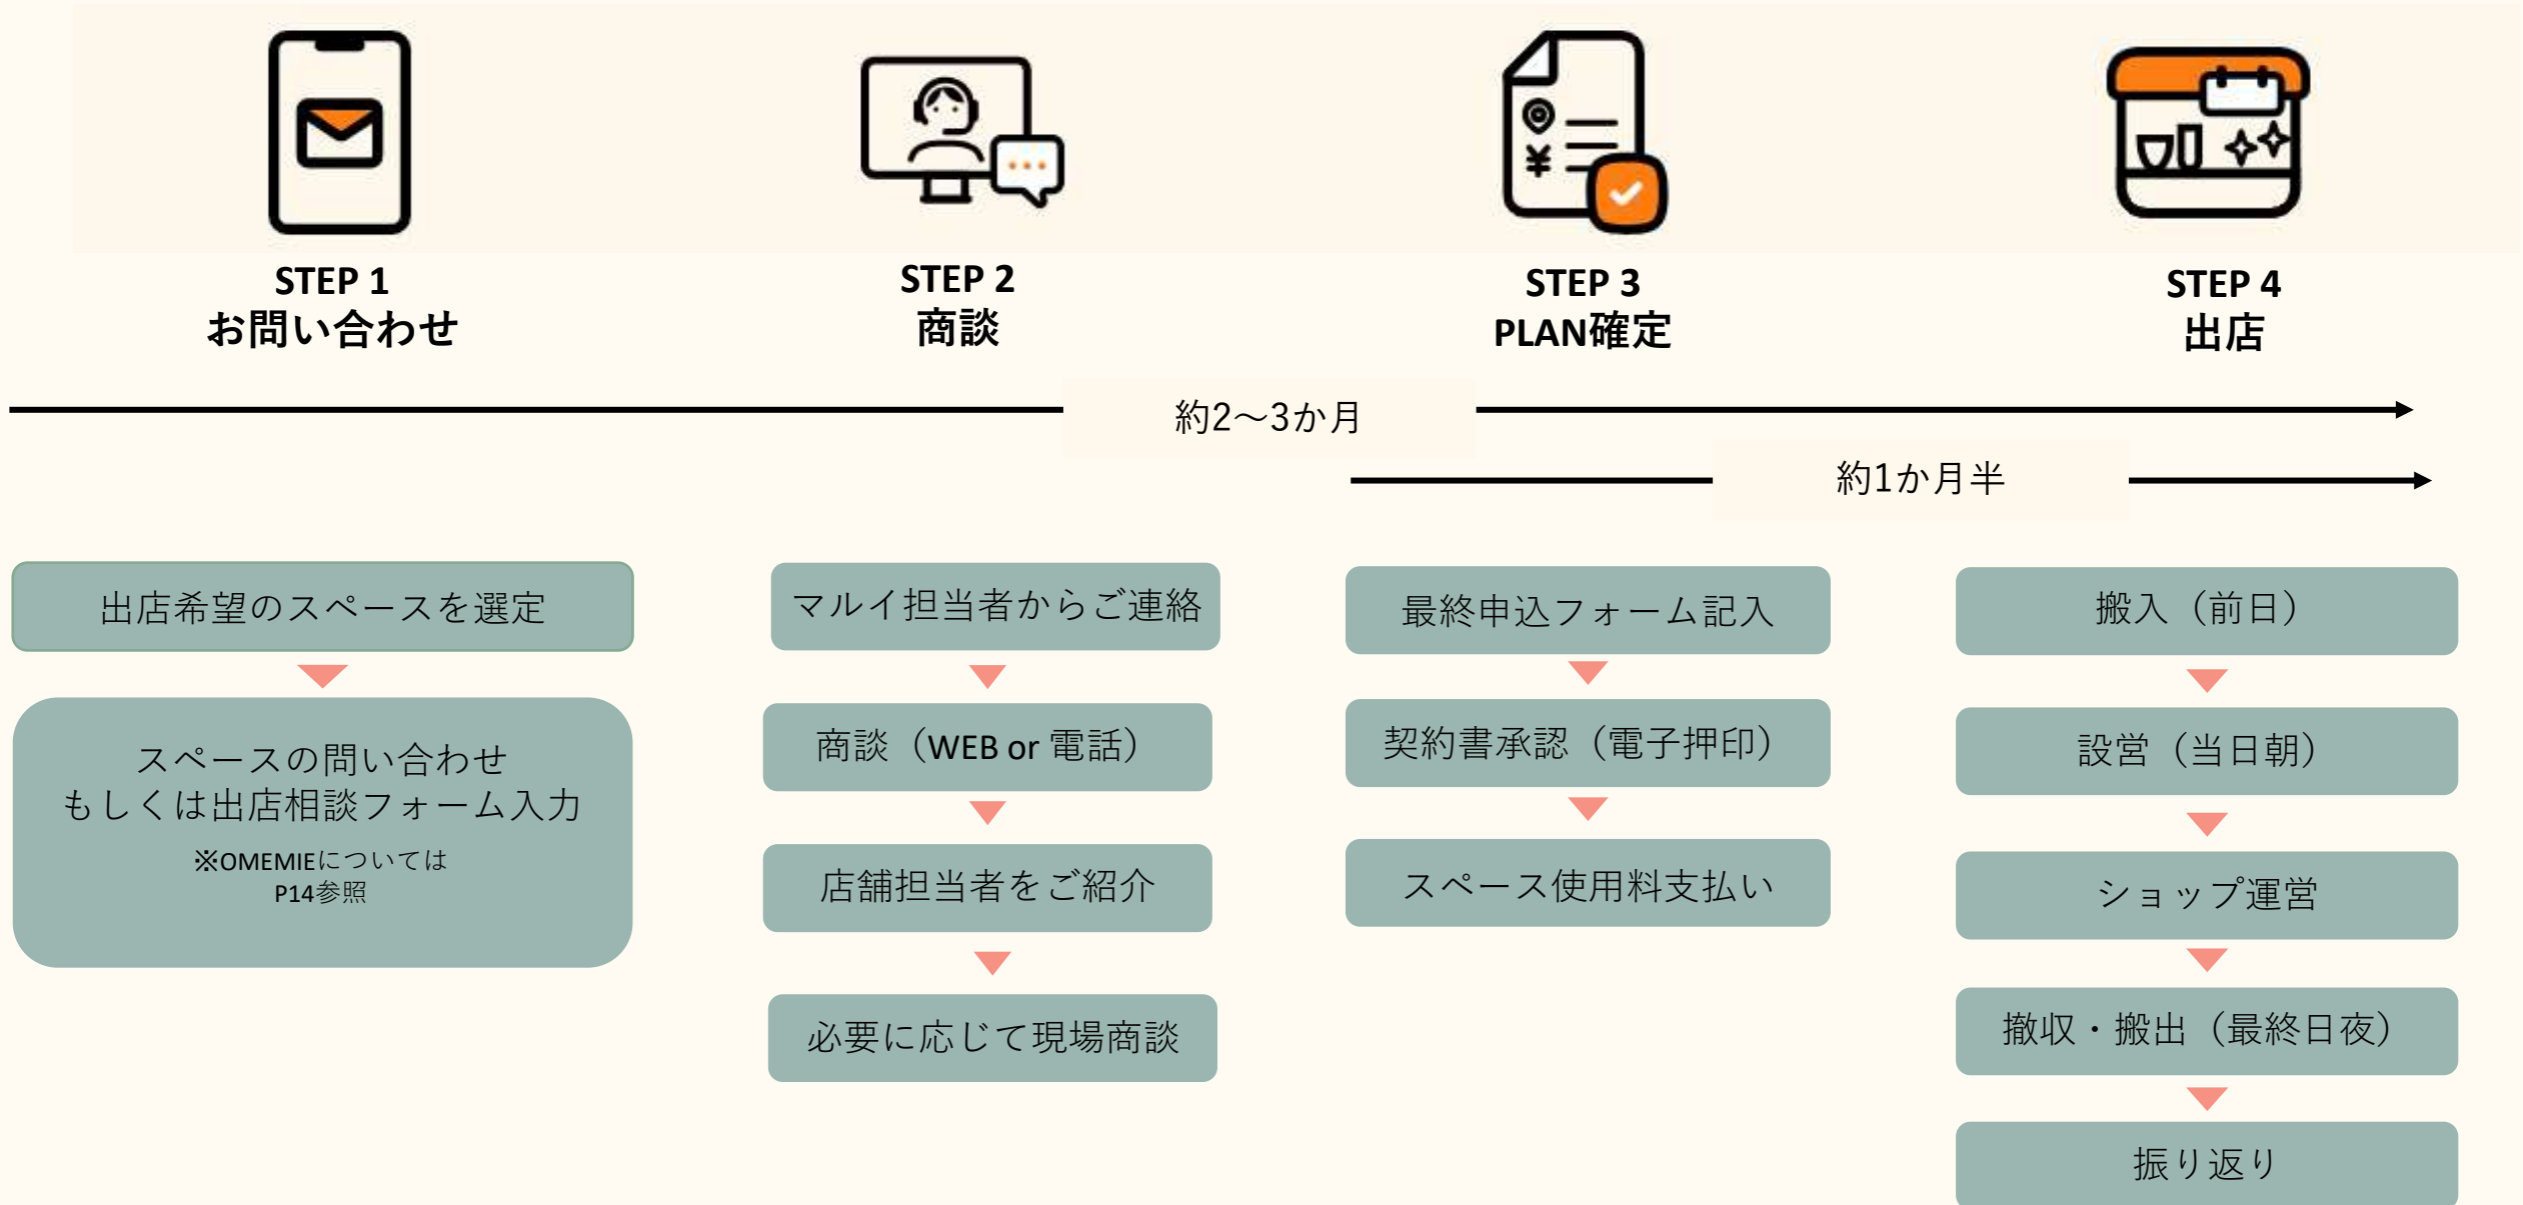 STEP 1
お問い合わせ
STEP 2
商談
STEP 3
PLAN確定
STEP 4
出店
約2～3か月
約1か月半
出店希望のスペースを選定
スペースの問い合わせ
もしくは出店相談フォーム入力
※OMEMIEについては
P14参照
マルイ担当者からご連絡
商談（WEB or 電話）
店舗担当者をご紹介
必要に応じて現場商談
最終申込フォーム記入
契約書承認（電子押印）
スペース使用料支払い
搬入（前日）
設営（当日朝）
ショップ運営
撤収・搬出（最終日夜）
振り返り